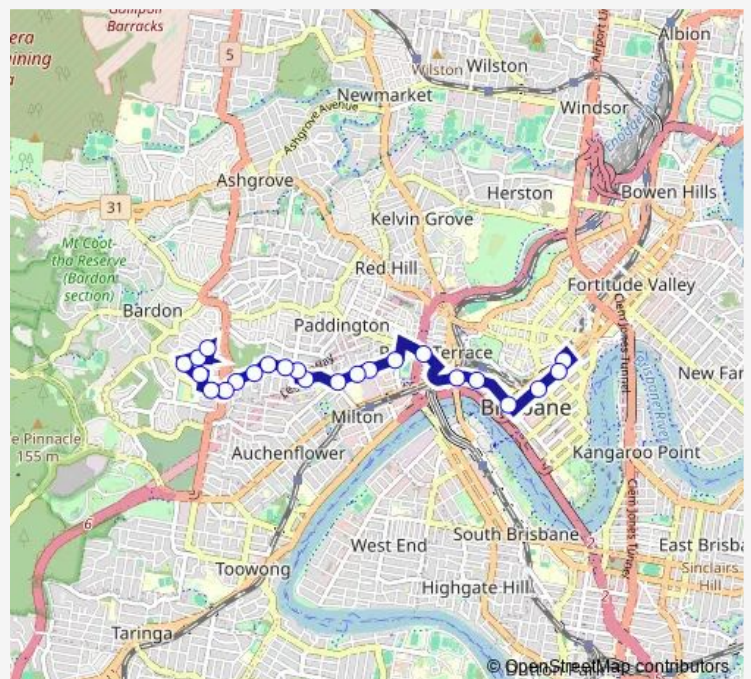 Gallipoli
Barracks
Albion
5
Wilston Wilston
Airport Li
Newmarket
Windsor
Enoggera Creek
Ashgrove Avenue
Ashgrove
31
Herston
Bowen Hills
Kelvin Grove
Mt Coot-
tha Reserve
(Bardon
section)
Red Hill
Fortitude Valley
Bardon
Paddington
Terrace
Clem Jones Tunnel
New Far
Brisbane River
Milton
Brisbane
e Pinnacle
155 m
Auchenflower
Kangaroo Point
6
Clem Jones Tunnel
West End
South Brisbane
East Brisba
Toowong
Sinclairs
Hill
Highgate Hill
2
2
Taringa
© OpenStreetMap contributors